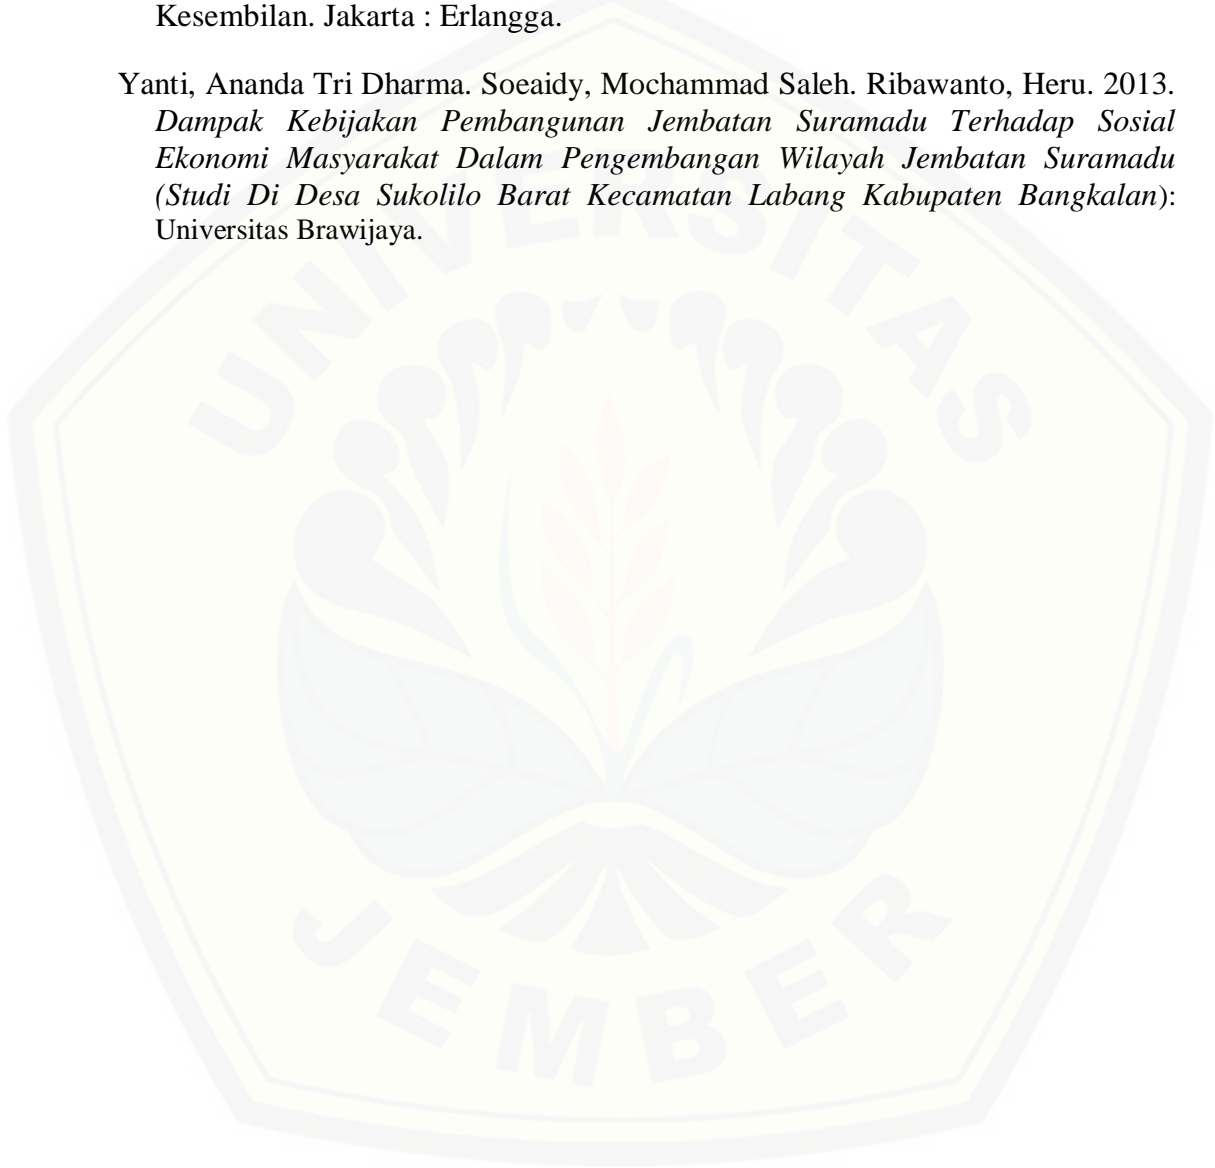 Kesembilan. Jakarta : Erlangga.
Yanti, Ananda Tri Dharma. Soeaidy, Mochammad Saleh. Ribawanto, Heru. 2013.
Dampak Kebijakan Pembangunan Jembatan Suramadu Terhadap Sosial
Ekonomi Masyarakat Dalam Pengembangan Wilayah Jembatan Suramadu
(Studi Di Desa Sukolilo Barat Kecamatan Labang Kabupaten Bangkalan):
Universitas Brawijaya.
UNIVERSITAS
JEMBER